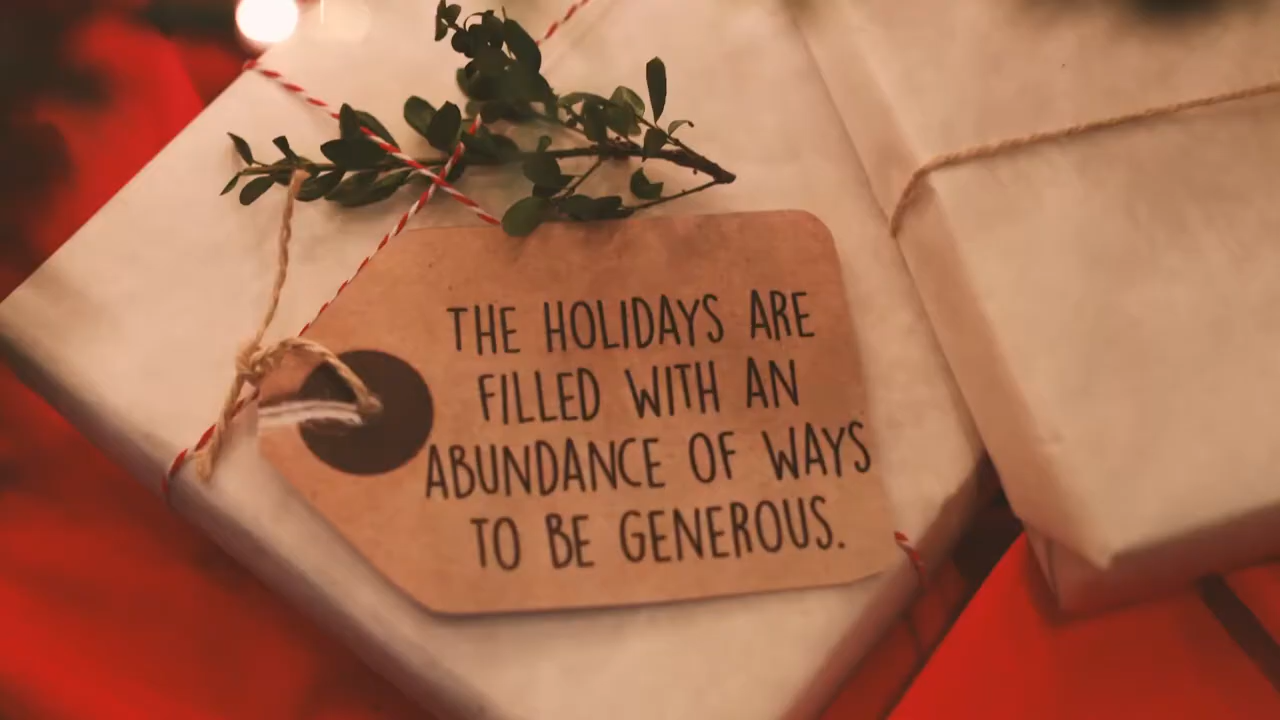 THE HOLIDAYS ARE
FILLED WITH AN
ABUNDANCE OF WAYS
TO BE GENEROUS.